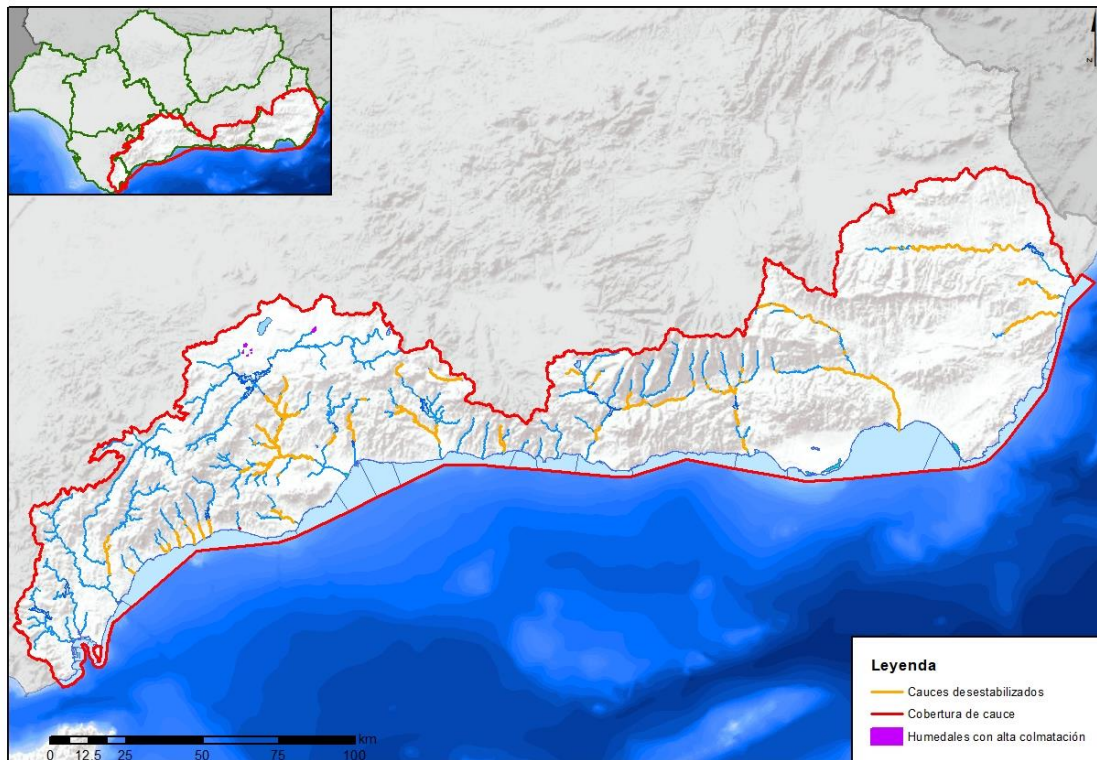 N
Leyenda
Cauces desestabilizados
Cobertura de cauce
Humedales con alta colmatación
km
0 12.5 25 50 75 100